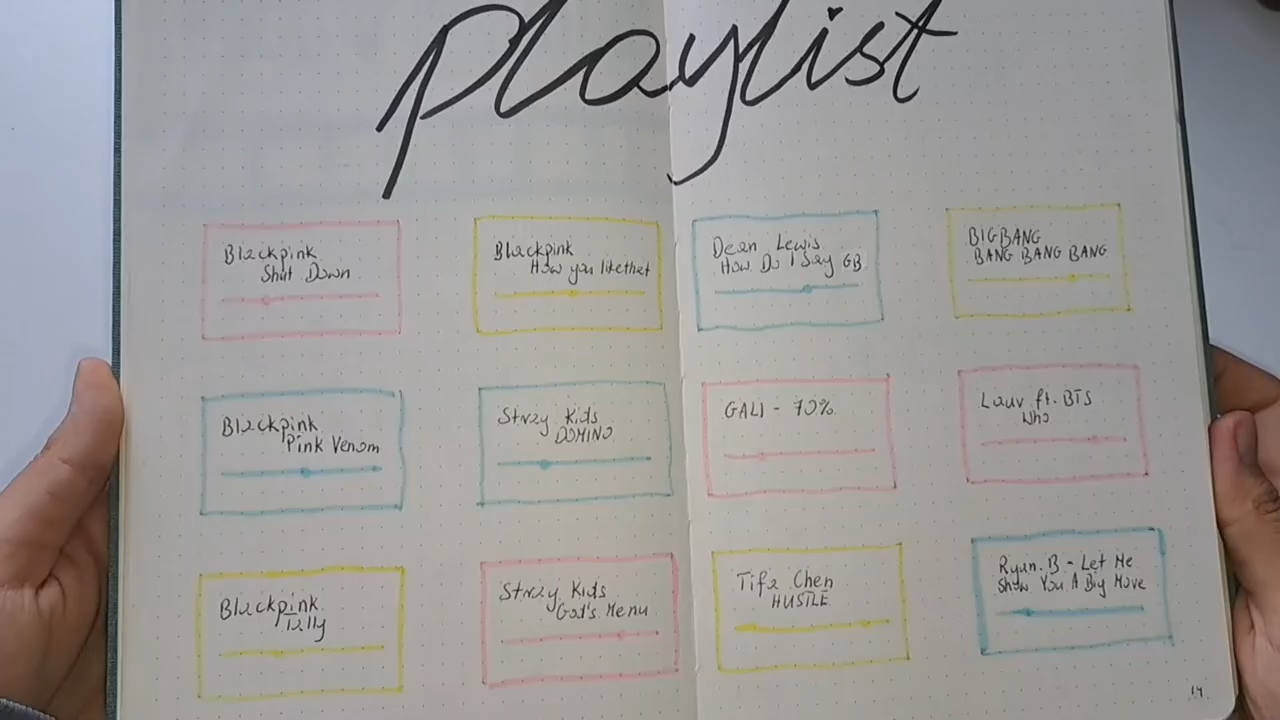 Playlist
Blackpink
Shut Down
Blackpink
How you like that
Dean Lewis
How Do I Say GB
BIGBANG
BANG BANG BANG
Blackpink
Pink Venom
Stray Kids
DOMINO
GALI - 70%
Lauv ft. BTS
Who
Blackpink
Tally
Stray Kids
God's Menu
Tifa Chen
HUSTLE
Ryan. B - Let Me
Show You A Big Move
14